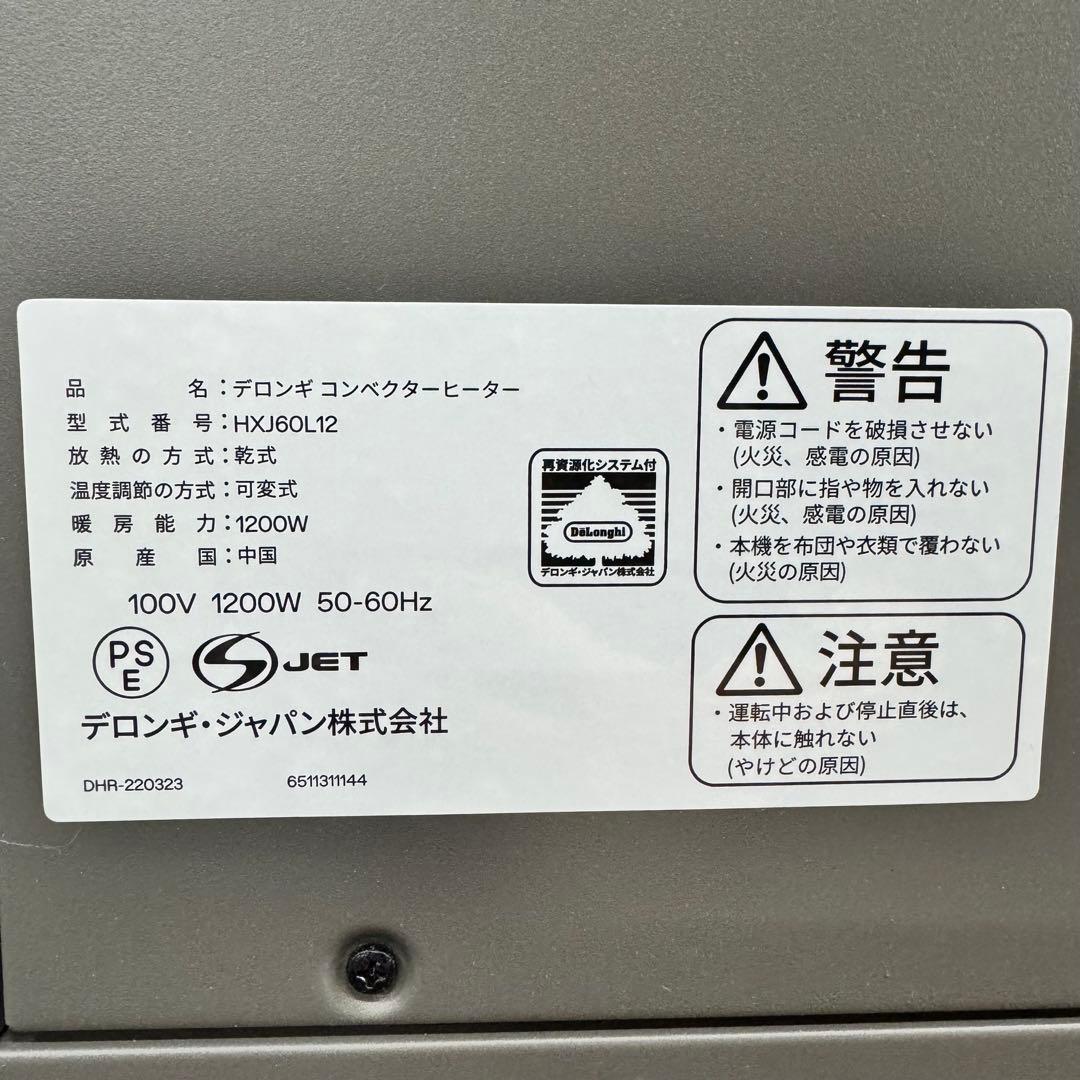 品名：デロンギ コンベクターヒーター
型式番号：HXJ60L12
放熱の方式：乾式
温度調節の方式：可変式
暖房能力：1200W
原産国：中国
100V 1200W 50-60Hz
PSE
S JET
デロンギ・ジャパン株式会社
DHR-220323 6511311144
再資源化システム付
DeLonghi
デロンギ・ジャパン株式会社
警告
・電源コードを破損させない
(火災、感電の原因)
・開口部に指や物を入れない
(火災、感電の原因)
・本機を布団や衣類で覆わない
(火災の原因)
注意
・運転中および停止直後は、
本体に触れない
(やけどの原因)